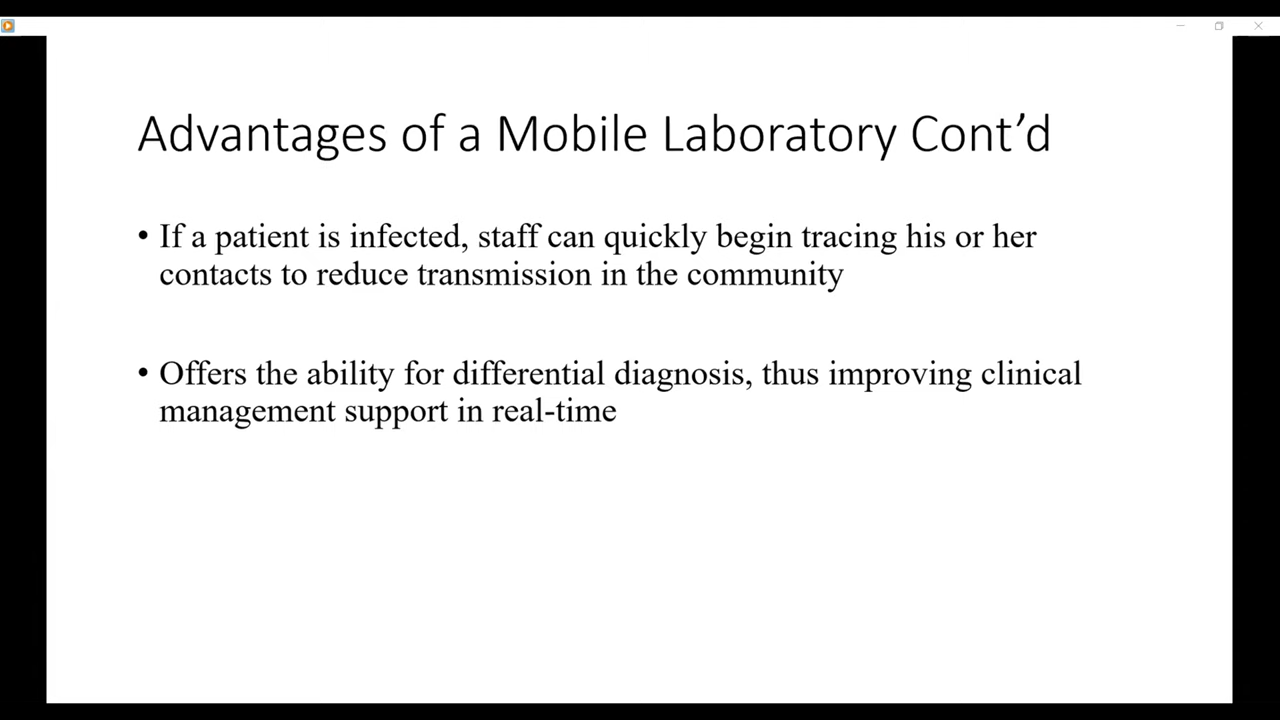 Advantages of a Mobile Laboratory Cont’d
• If a patient is infected, staff can quickly begin tracing his or her
contacts to reduce transmission in the community
• Offers the ability for differential diagnosis, thus improving clinical
management support in real-time